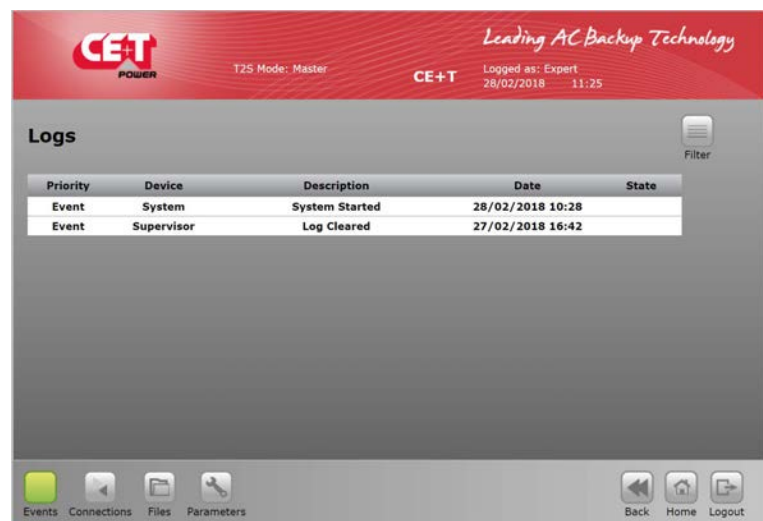 Leading AC Backup Technology
CE+T
POWER
T2S Mode: Master
CE+T
Logged as: Expert
28/02/2018 11:25
Logs
Filter
Priority Device Description Date State
Event System System Started 28/02/2018 10:28
Event Supervisor Log Cleared 27/02/2018 16:42
Events Connections Files Parameters Back Home Logout